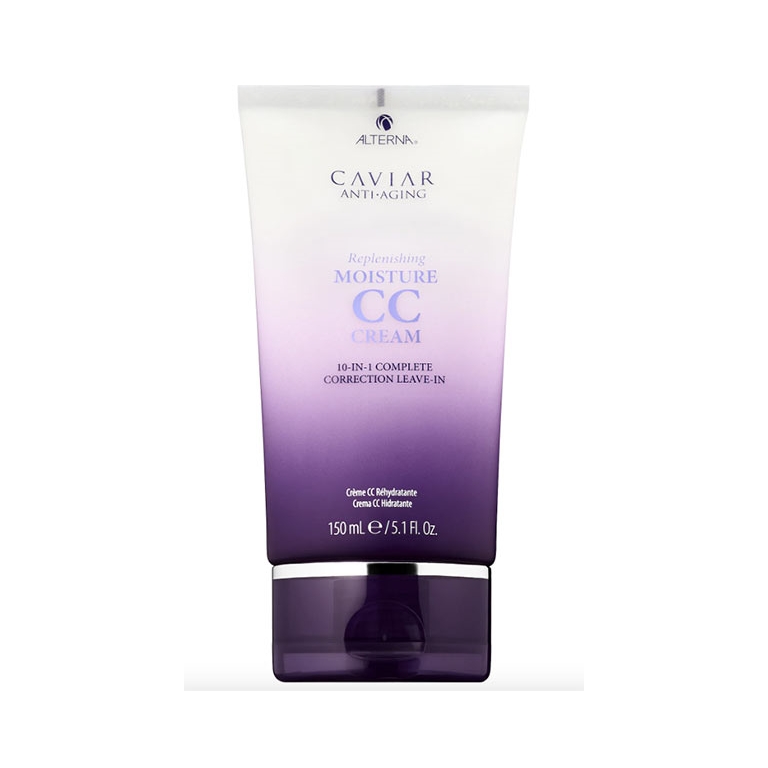 ALTERNA®
CAVIAR
ANTI·AGING
Replenishing
MOISTURE
CC
CREAM
10-IN-1 COMPLETE
CORRECTION LEAVE-IN
Crème CC Réhydratante
Crema CC Hidratante
150 mL ℮/5.1 Fl. Oz.